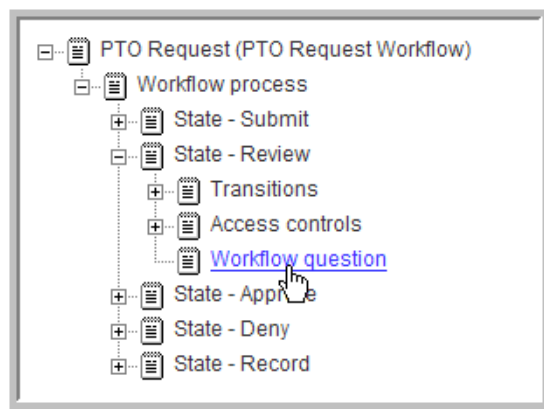 PTO Request (PTO Request Workflow)
Workflow process
State - Submit
State - Review
Transitions
Access controls
Workflow question
State - Approve
State - Deny
State - Record